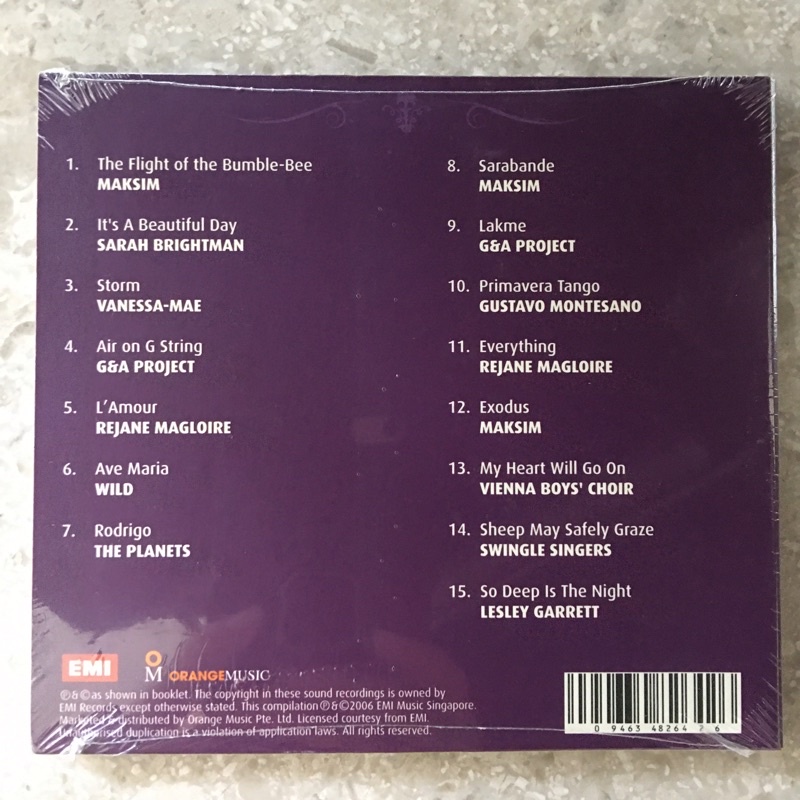 1. The Flight of the Bumble-Bee
MAKSIM
2. It's A Beautiful Day
SARAH BRIGHTMAN
3. Storm
VANESSA-MAE
4. Air on G String
G&A PROJECT
5. L'Amour
REJANE MAGLOIRE
6. Ave Maria
WILD
7. Rodrigo
THE PLANETS
8. Sarabande
MAKSIM
9. Lakme
G&A PROJECT
10. Primavera Tango
GUSTAVO MONTESANO
11. Everything
REJANE MAGLOIRE
12. Exodus
MAKSIM
13. My Heart Will Go On
VIENNA BOYS' CHOIR
14. Sheep May Safely Graze
SWINGLE SINGERS
15. So Deep Is The Night
LESLEY GARRETT
EMI OM ORANGEMUSIC
℗&©as shown in booklet. The copyright in these sound recordings is owned by
EMI Records except otherwise stated. This compilation ℗&©2006 EMI Music Singapore.
Marketed & distributed by Orange Music Pte. Ltd. Licensed courtesy from EMI.
Unauthorised duplication is a violation of application laws. All rights reserved.
0 9463 48264 2 6